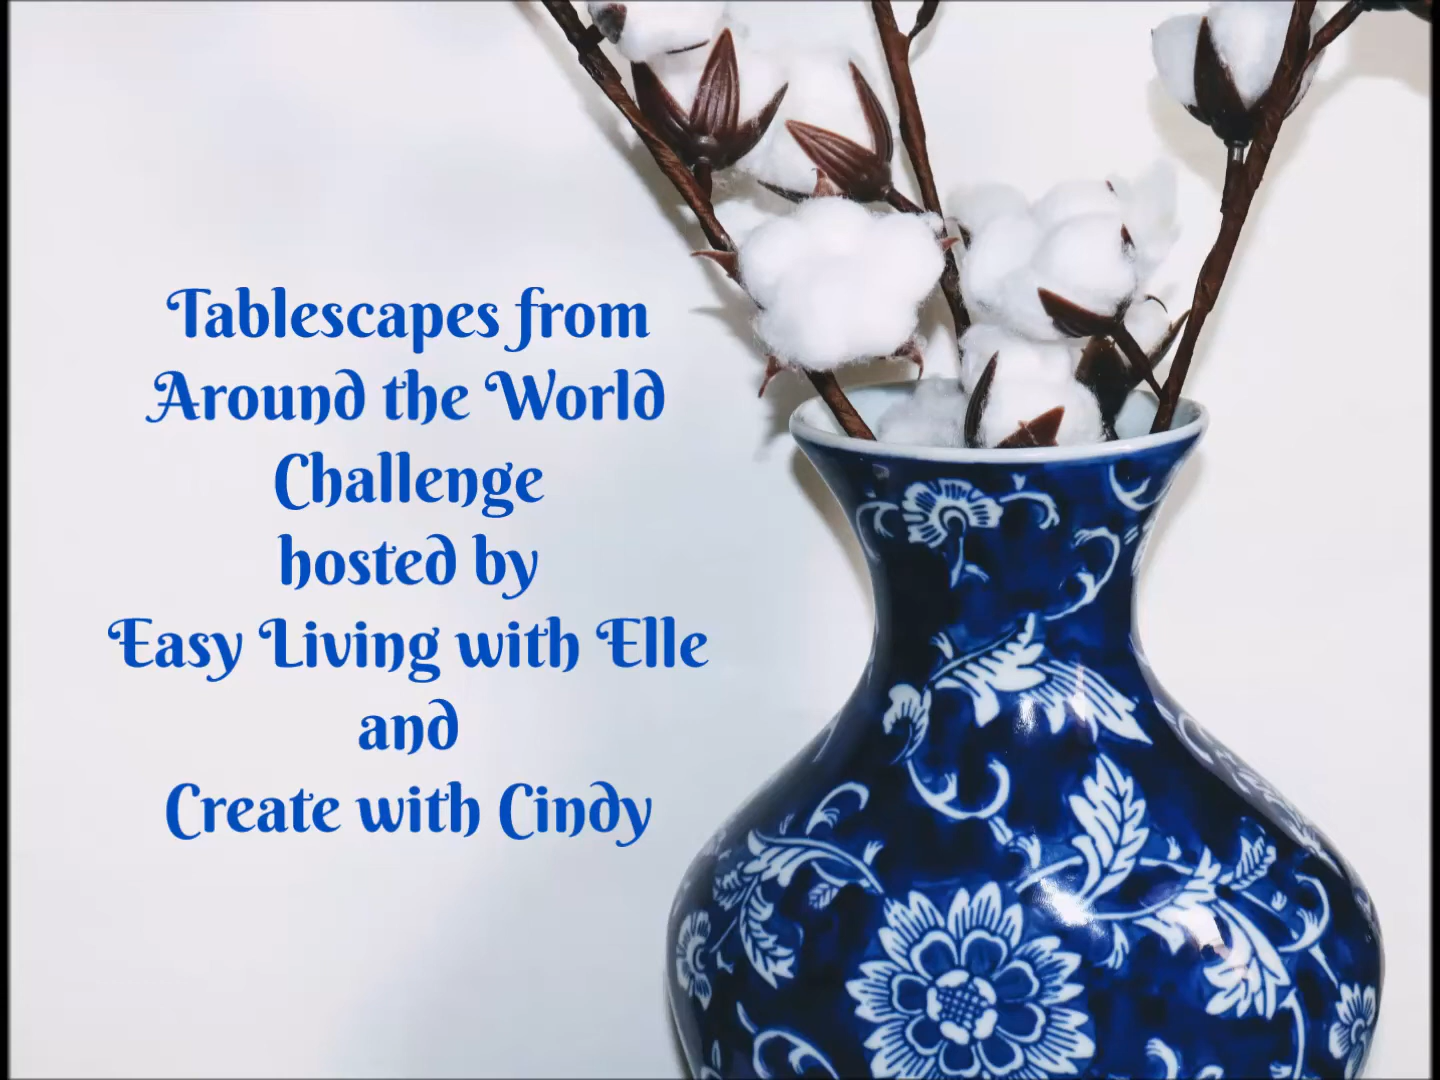 Tablescapes from
Around the World
Challenge
hosted by
Easy Living with Elle
and
Create with Cindy